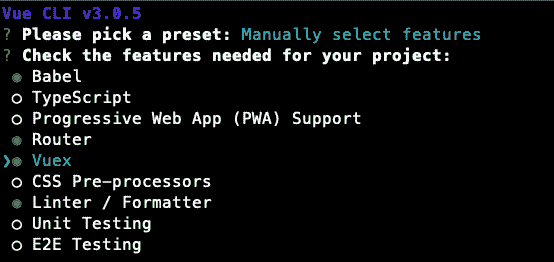 Vue CLI v3.0.5
? Please pick a preset: Manually select features
? Check the features needed for your project:
◉ Babel
◯ TypeScript
◯ Progressive Web App (PWA) Support
◉ Router
❯◉ Vuex
◯ CSS Pre-processors
◉ Linter / Formatter
◯ Unit Testing
◯ E2E Testing